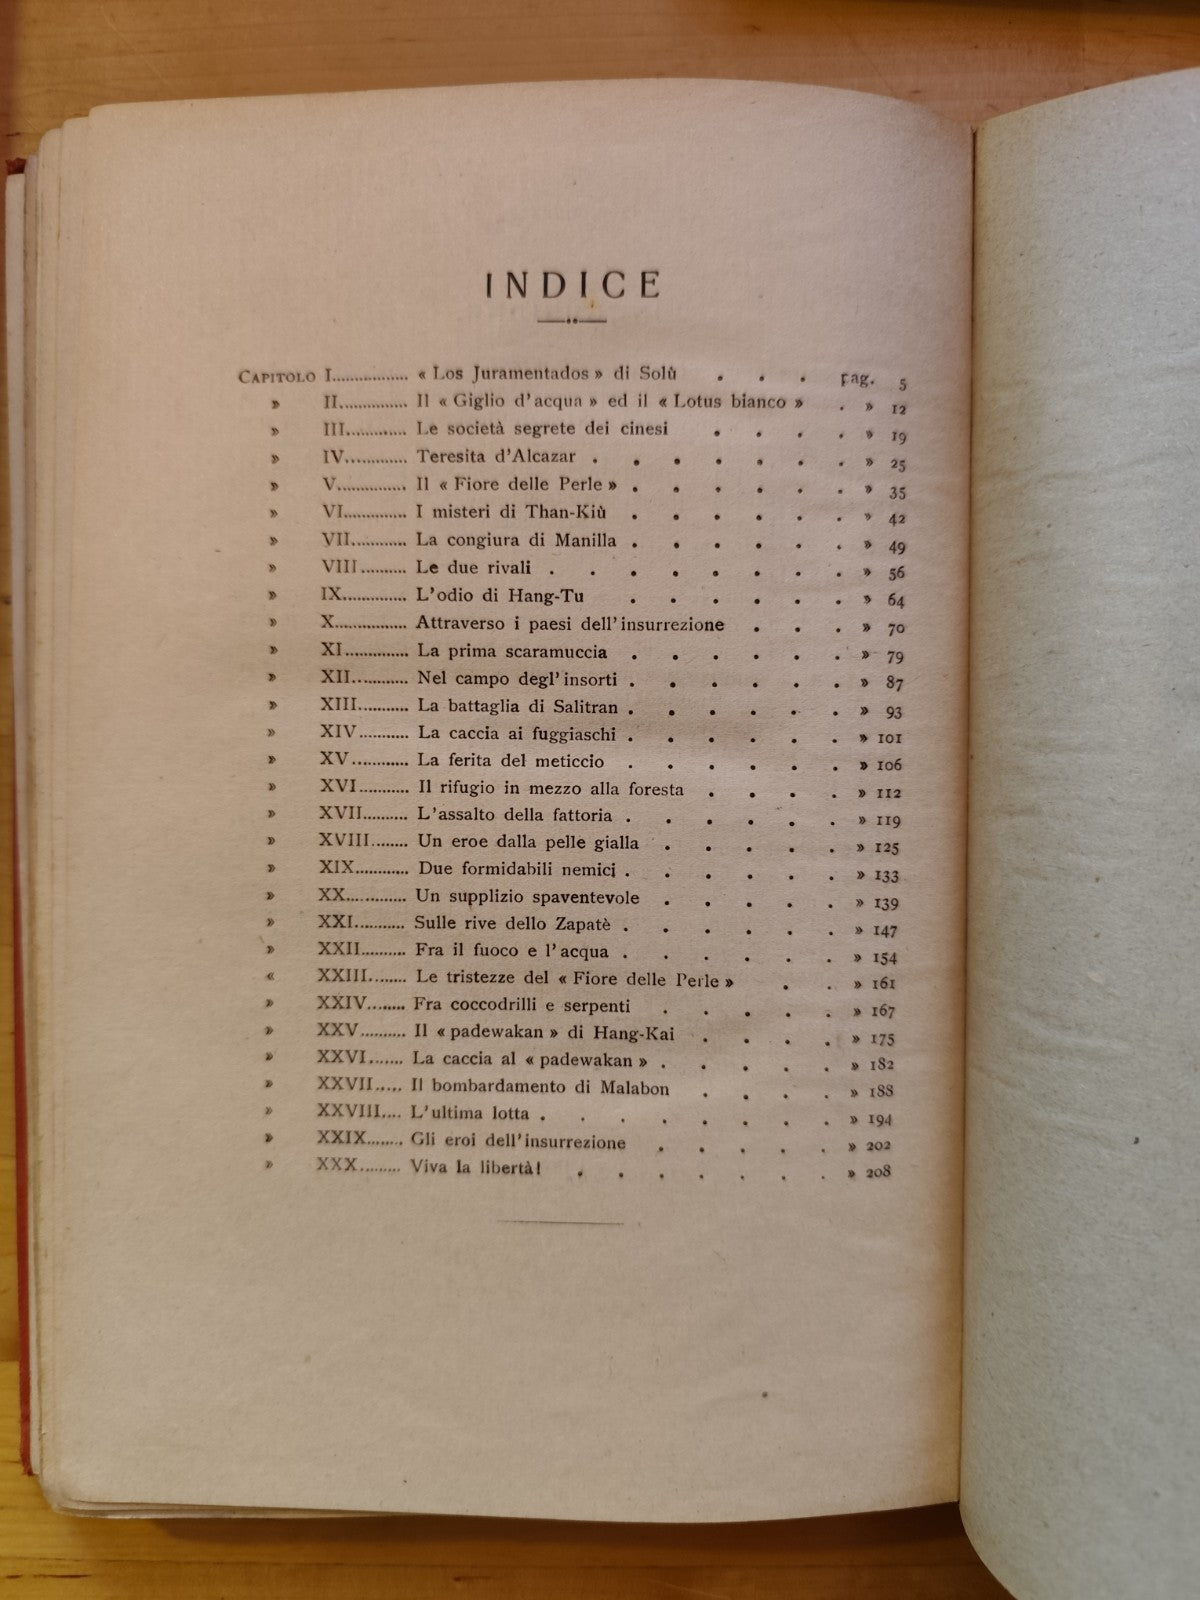 INDICE
CAPITOLO I................ « Los Juramentados » di Solù . . . pag. 5
» II.............. Il « Giglio d'acqua » ed il « Lotus bianco » . » 12
» III............ Le società segrete dei cinesi . . . . » 19
» IV............. Teresita d'Alcazar . . . . . . . » 25
» V.............. Il « Fiore delle Perle » . . . . . . » 35
» VI............. I misteri di Than-Kiù . . . . . . » 42
» VII........... La congiura di Manilla . . . . . . » 49
» VIII.......... Le due rivali . . . . . . . . » 56
» IX............. L'odio di Hang-Tu . . . . . . » 64
» X................ Attraverso i paesi dell'insurrezione . . . » 70
» XI............. La prima scaramuccia . . . . . . » 79
» XII............ Nel campo degl'insorti . . . . . . » 87
» XIII........... La battaglia di Salitran . . . . . . » 93
» XIV........... La caccia ai fuggiaschi . . . . . . » 101
» XV............ La ferita del meticcio . . . . . . » 106
» XVI........... Il rifugio in mezzo alla foresta . . . . » 112
» XVII.......... L'assalto della fattoria . . . . . . » 119
» XVIII........ Un eroe dalla pelle gialla . . . . . » 125
» XIX............ Due formidabili nemici . . . . . . » 133
» XX.............. Un supplizio spaventevole . . . . . » 139
» XXI........... Sulle rive dello Zapatè . . . . . . » 147
» XXII.......... Fra il fuoco e l'acqua . . . . . . » 154
« XXIII........ Le tristezze del « Fiore delle Perle » . . » 161
» XXIV........ Fra coccodrilli e serpenti . . . . . » 167
» XXV.......... Il « padewakan » di Hang-Kai . . . . » 175
» XXVI....... La caccia al « padewakan » . . . . . » 182
» XXVII..... Il bombardamento di Malabon . . . . » 188
» XXVIII.... L'ultima lotta . . . . . . . . » 194
» XXIX........ Gli eroi dell'insurrezione . . . . . » 202
» XXX......... Viva la libertà! . . . . . . . » 208